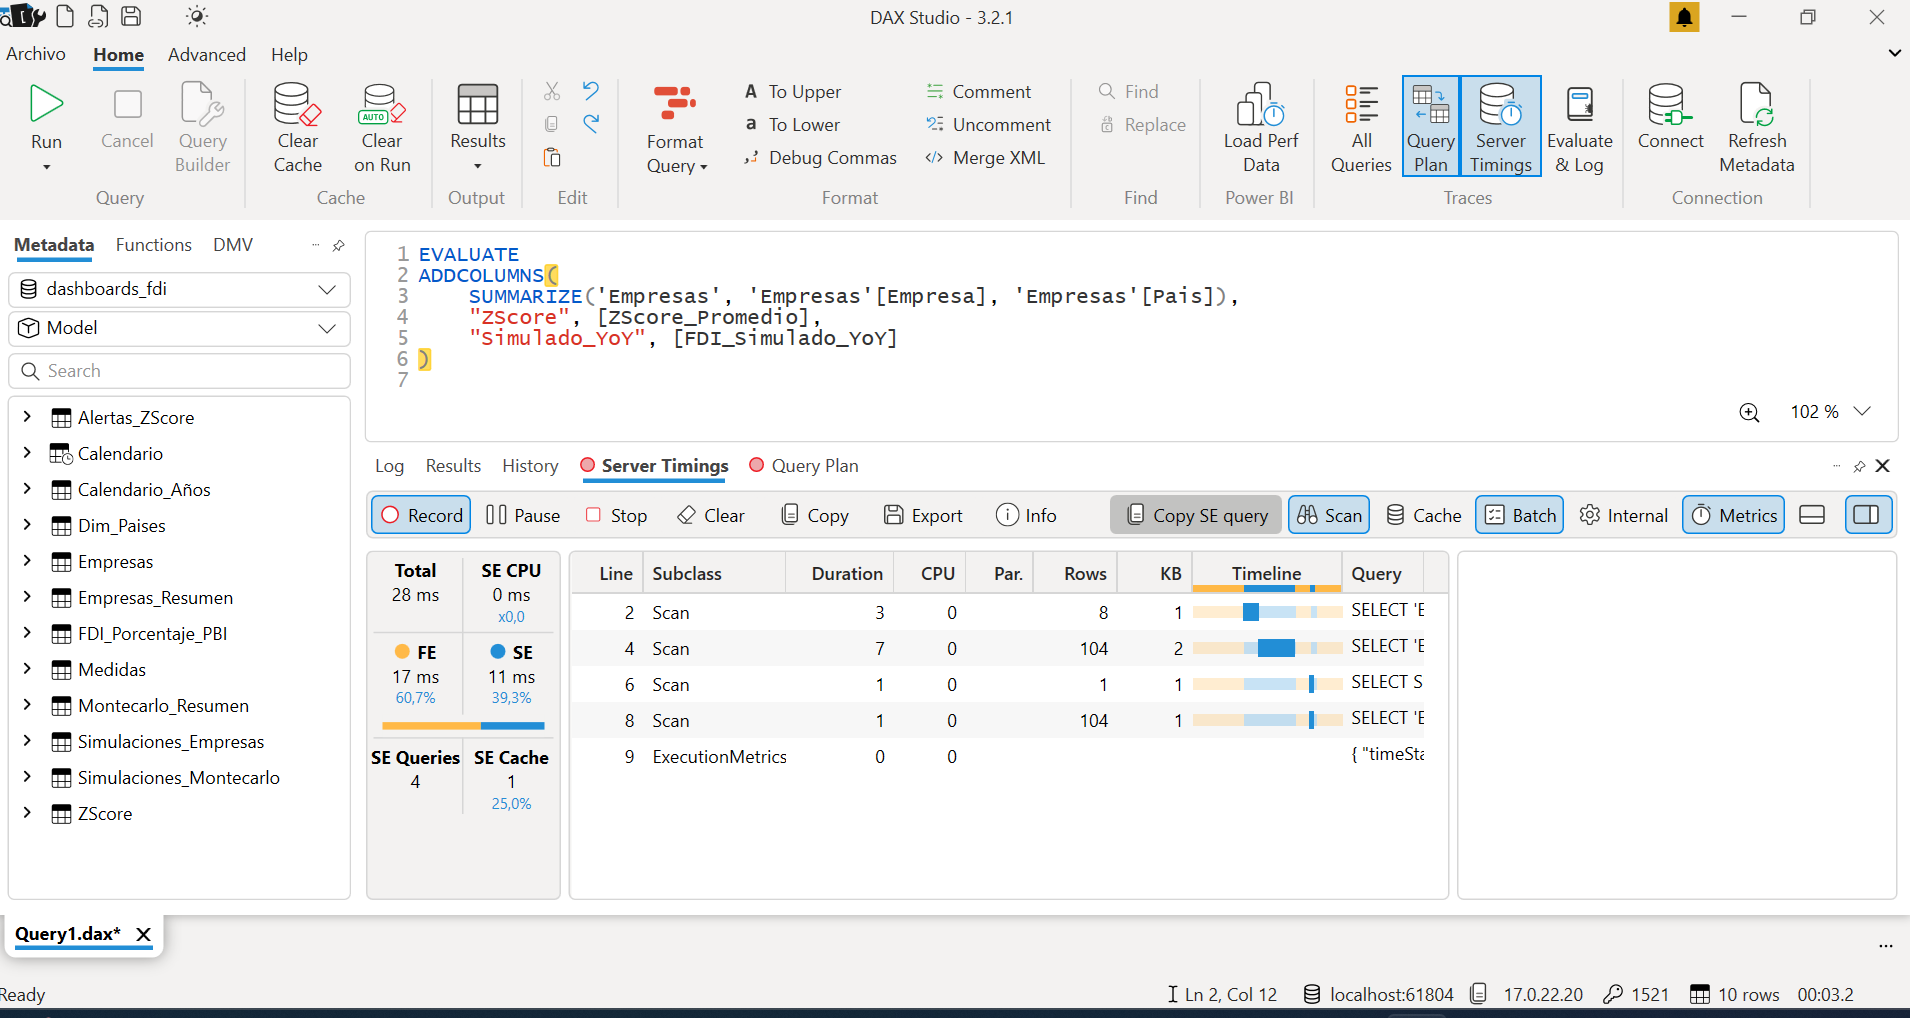 DAX Studio - 3.2.1
Archivo Home Advanced Help
Run Cancel Query Builder
Query
Clear Cache AUTO Clear on Run
Cache
Results
Output
Edit
Format Query
A To Upper
a To Lower
Debug Commas
Comment
Uncomment
Merge XML
Format
Find
Replace
Find
Load Perf Data
Power BI
All Queries Query Plan Server Timings Evaluate & Log
Traces
Connect Refresh Metadata
Connection
Metadata Functions DMV
dashboards_fdi
Model
Search
Alertas_ZScore
Calendario
Calendario_Años
Dim_Paises
Empresas
Empresas_Resumen
FDI_Porcentaje_PBI
Medidas
Montecarlo_Resumen
Simulaciones_Empresas
Simulaciones_Montecarlo
ZScore
1 EVALUATE
2 ADDCOLUMNS(
3 SUMMARIZE('Empresas', 'Empresas'[Empresa], 'Empresas'[Pais]),
4 "ZScore", [ZScore_Promedio],
5 "Simulado_YoY", [FDI_Simulado_YoY]
6 )
7
102 %
Log Results History Server Timings Query Plan
Record Pause Stop Clear Copy Export Info Copy SE query Scan Cache Batch Internal Metrics
Total SE CPU
28 ms 0 ms
x0,0
FE SE
17 ms 11 ms
60,7% 39,3%
SE Queries SE Cache
4 1
25,0%
Line Subclass Duration CPU Par. Rows KB Timeline Query
2 Scan 3 0 8 1 SELECT 'E
4 Scan 7 0 104 2 SELECT 'E
6 Scan 1 0 1 1 SELECT S
8 Scan 1 0 104 1 SELECT 'E
9 ExecutionMetrics 0 0 { "timeSta
Query1.dax*
Ready
Ln 2, Col 12 localhost:61804 17.0.22.20 1521 10 rows 00:03.2